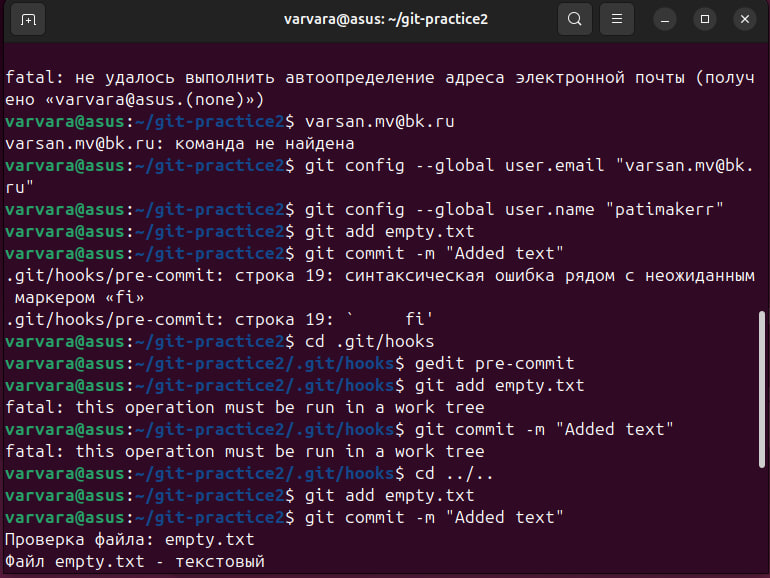 varvara@asus: ~/git-practice2
fatal: не удалось выполнить автоопределение адреса электронной почты (получ
ено «varvara@asus.(none)»)
varvara@asus:~/git-practice2$ varsan.mv@bk.ru
varsan.mv@bk.ru: команда не найдена
varvara@asus:~/git-practice2$ git config --global user.email "varsan.mv@bk.
ru"
varvara@asus:~/git-practice2$ git config --global user.name "patimakerr"
varvara@asus:~/git-practice2$ git add empty.txt
varvara@asus:~/git-practice2$ git commit -m "Added text"
.git/hooks/pre-commit: строка 19: синтаксическая ошибка рядом с неожиданным
 маркером «fi»
.git/hooks/pre-commit: строка 19: `     fi'
varvara@asus:~/git-practice2$ cd .git/hooks
varvara@asus:~/git-practice2/.git/hooks$ gedit pre-commit
varvara@asus:~/git-practice2/.git/hooks$ git add empty.txt
fatal: this operation must be run in a work tree
varvara@asus:~/git-practice2/.git/hooks$ git commit -m "Added text"
fatal: this operation must be run in a work tree
varvara@asus:~/git-practice2/.git/hooks$ cd ../..
varvara@asus:~/git-practice2$ git add empty.txt
varvara@asus:~/git-practice2$ git commit -m "Added text"
Проверка файла: empty.txt
Файл empty.txt - текстовый